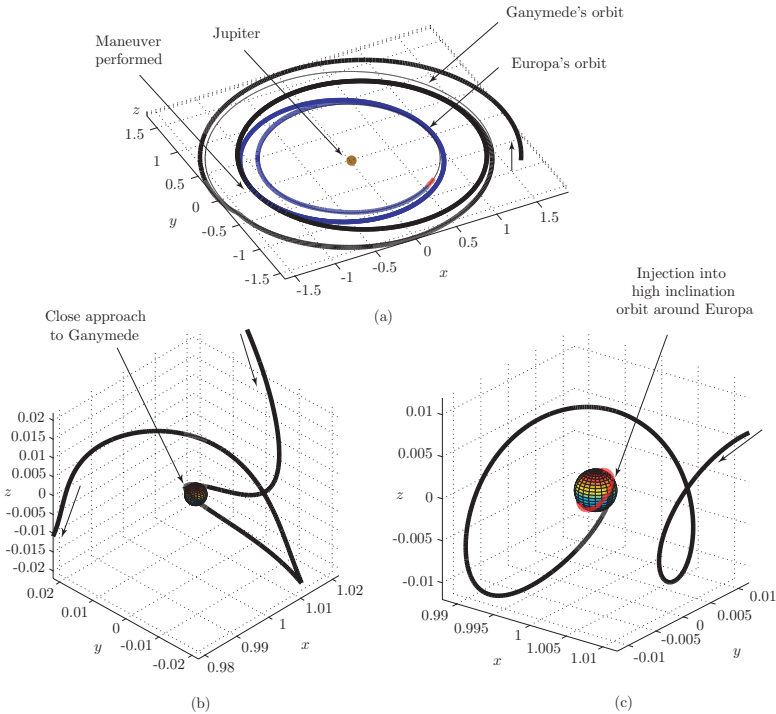 Ganymede's orbit
Jupiter
Maneuver
performed
Europa's orbit
z
1.5
1
0.5
0
-0.5
-1
-1.5
y
-1.5
-1
-0.5
0
0.5
1
1.5
x
(a)
Close approach
to Ganymede
0.02
0.015
0.01
0.005
0
-0.005
-0.01
-0.015
-0.02
z
0.02
0.01
0
-0.01
-0.02
y
0.98
0.99
1
1.01
1.02
x
(b)
Injection into
high inclination
orbit around Europa
0.01
0.005
0
-0.005
-0.01
z
0.99
0.995
1
1.005
1.01
x
-0.01
-0.005
0
0.005
0.01
y
(c)